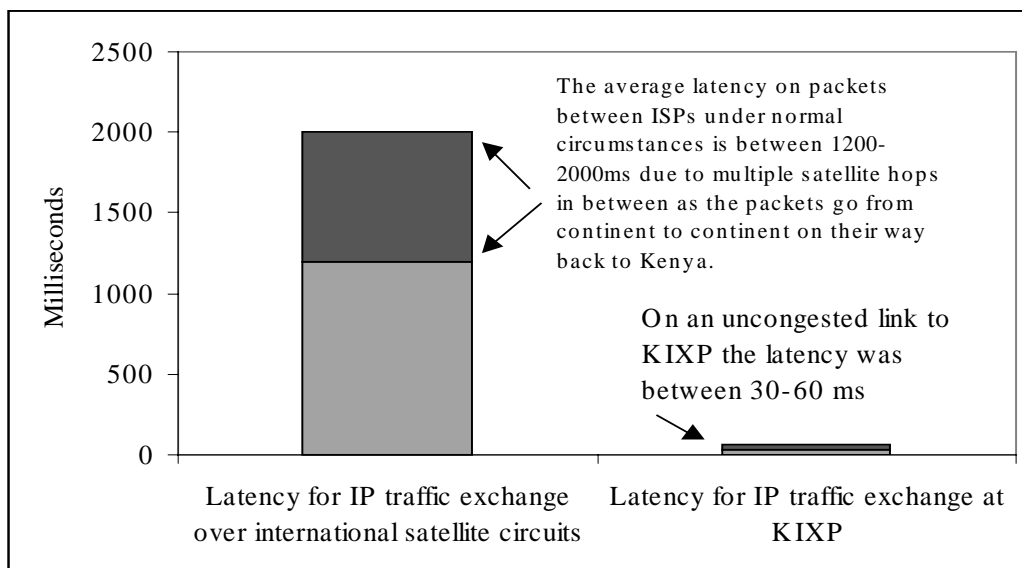 2500
2000
1500
1000
500
0
Milliseconds
The average latency on packets
between ISPs under normal
circumstances is between 1200-
2000ms due to multiple satellite hops
in between as the packets go from
continent to continent on their way
back to Kenya.
On an uncongested link to
KIXP the latency was
between 30-60 ms
Latency for IP traffic exchange
over international satellite circuits
Latency for IP traffic exchange at
KIXP